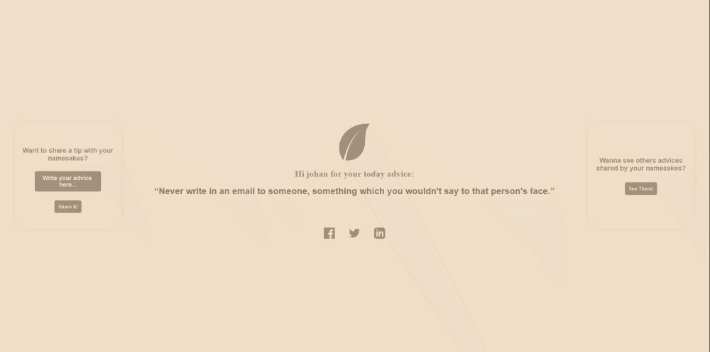 Want to share a tip with your
namesakes?
Write your advice
here...
Share it!
Hi johan for your today advice:
“Never write in an email to someone, something which you wouldn't say to that person's face.”
Wanna see others advices
shared by your namesakes?
See Them!